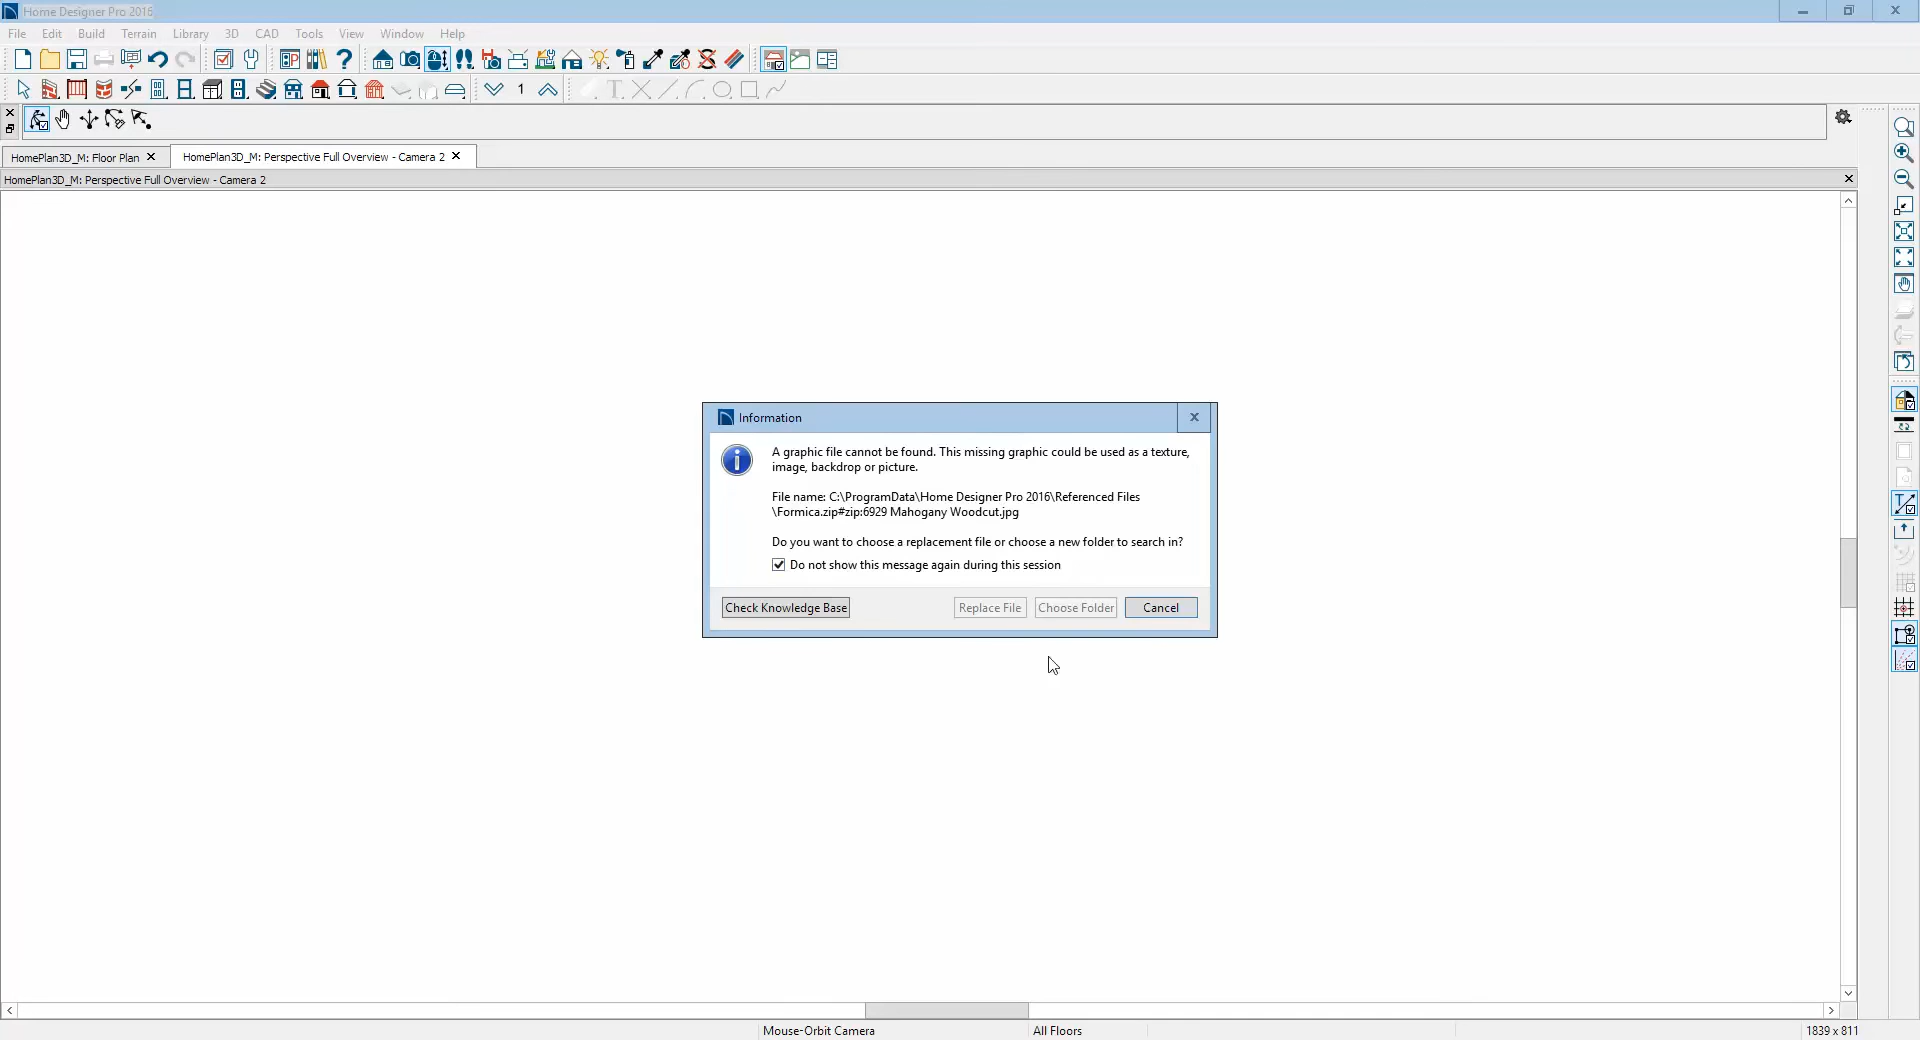 Home Designer Pro 2016
File Edit Build Terrain Library 3D CAD Tools View Window Help
1
HomePlan3D_M: Floor Plan
HomePlan3D_M: Perspective Full Overview - Camera 2
HomePlan3D_M: Perspective Full Overview - Camera 2
Information
A graphic file cannot be found. This missing graphic could be used as a texture,
image, backdrop or picture.
File name: C:\ProgramData\Home Designer Pro 2016\Referenced Files
\Formica.zip#zip:6929 Mahogany Woodcut.jpg
Do you want to choose a replacement file or choose a new folder to search in?
Do not show this message again during this session
Check Knowledge Base Replace File Choose Folder Cancel
Mouse-Orbit Camera All Floors 1839 x 811